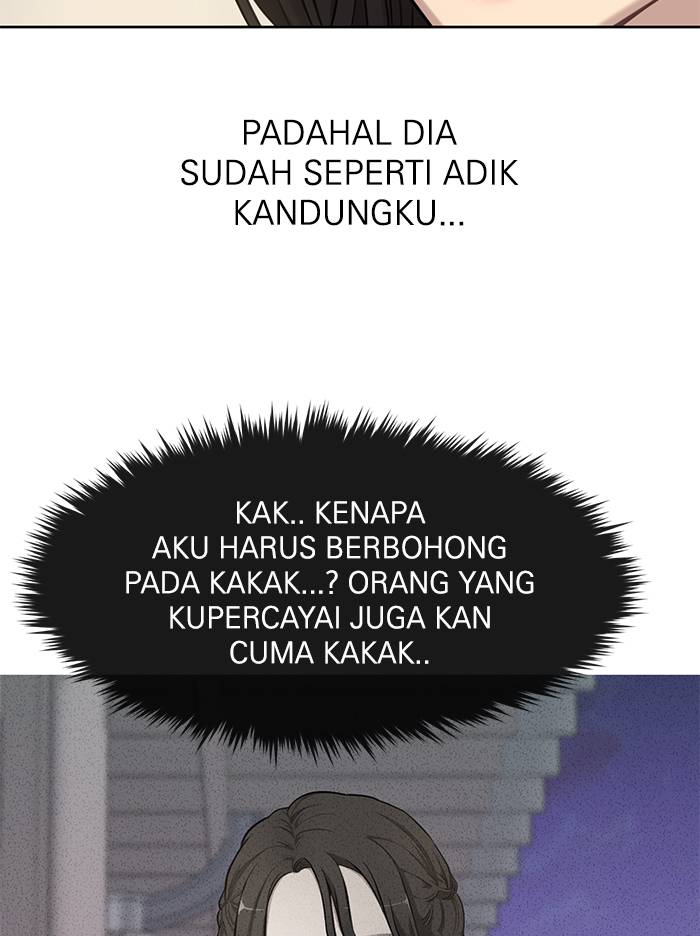 PADAHAL DIA
SUDAH SEPERTI ADIK
KANDUNGKU...
KAK.. KENAPA
AKU HARUS BERBOHONG
PADA KAKAK...? ORANG YANG
KUPERCAYAI JUGA KAN
CUMA KAKAK..